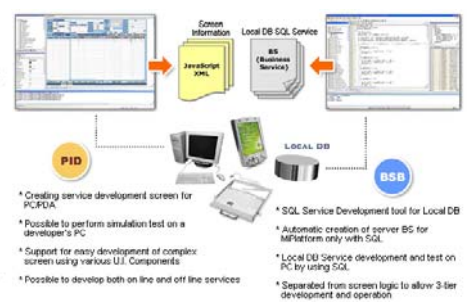 Screen
Information
Local DB SQL Service
JavaScript
XML
BS
(Business
Service)
LOCAL DB
PID
* Creating service development screen for
PC/PDA
* Possible to perform simulation test on a
developer's PC
* Support for easy development of complex
screen using various U.I. Components
* Possible to develop both on line and off line services
BSB
* SQL Service Development tool for Local DB
* Automatic creation of server BS for
MiPlatform only with SQL
* Local DB Service development and test on
PC by using SQL
* Separated from screen logic to allow 3-tier
development and operation